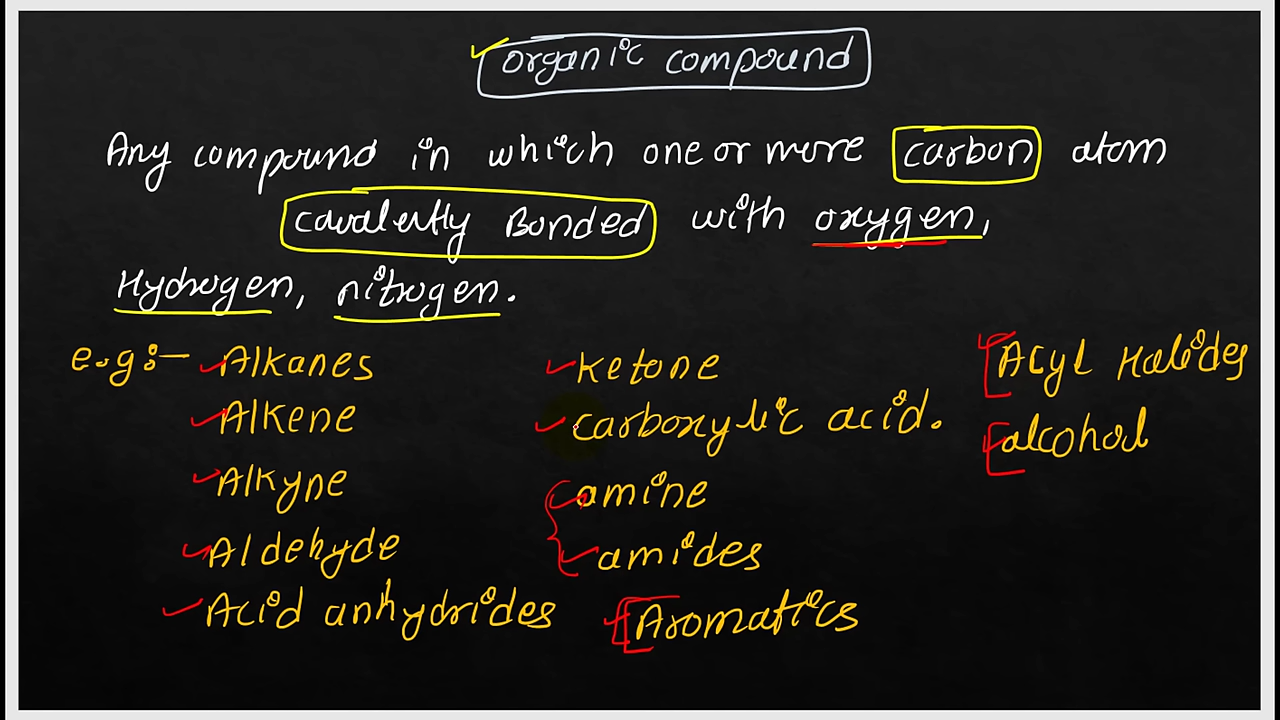 organic compound
Any compound in which one or more carbon atom
cavalently Bonded with oxygen,
Hydrogen, nitrogen.
e.g:- Alkanes
Alkene
Alkyne
Aldehyde
Acid anhydrides
Ketone
carboxylic acid.
amine
amides
Aromatics
Acyl Halides
alcohol